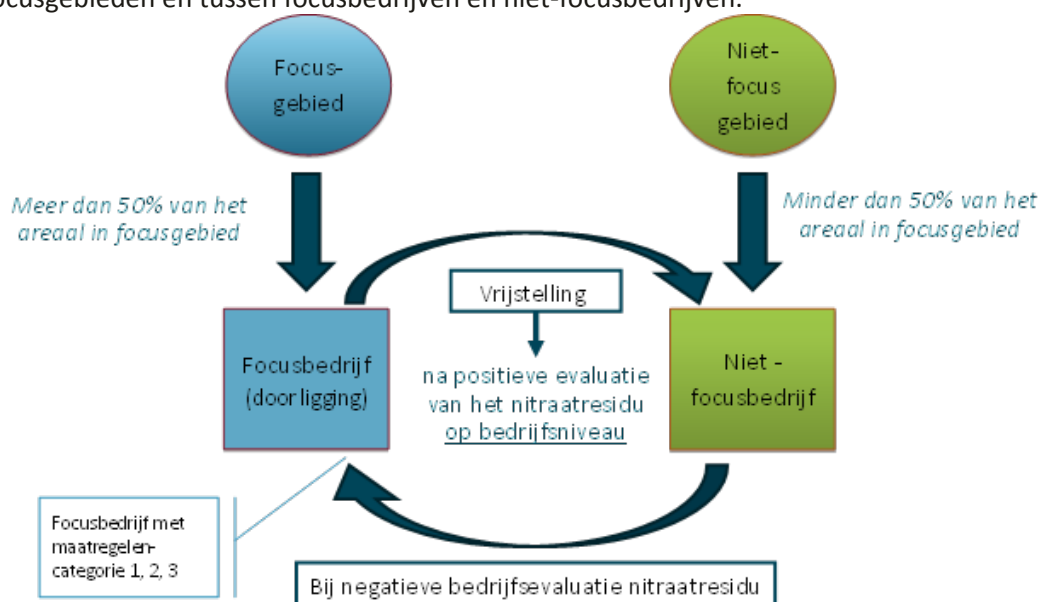 focusgebieden en tussen focusbedrijven en niet-focusbedrijven.
Focus-
gebied
Niet-
focus
gebied
Meer dan 50% van het
areaal in focusgebied
Minder dan 50% van het
areaal in focusgebied
Vrijstelling
Focusbedrijf
(door ligging)
na positieve evaluatie
van het nitraatresidu
op bedrijfsniveau
Niet -
focusbedrijf
Focusbedrijf met
maatregelen-
categorie 1, 2, 3
Bij negatieve bedrijfsevaluatie nitraatresidu